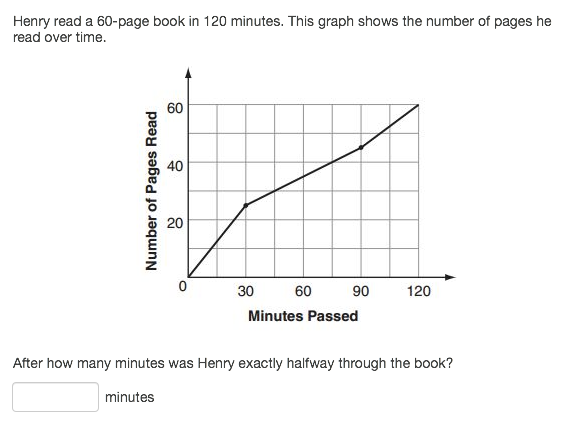 Henry read a 60-page book in 120 minutes. This graph shows the number of pages he
read over time.
Number of Pages Read
60
40
20
0
30 60 90 120
Minutes Passed
After how many minutes was Henry exactly halfway through the book?
minutes